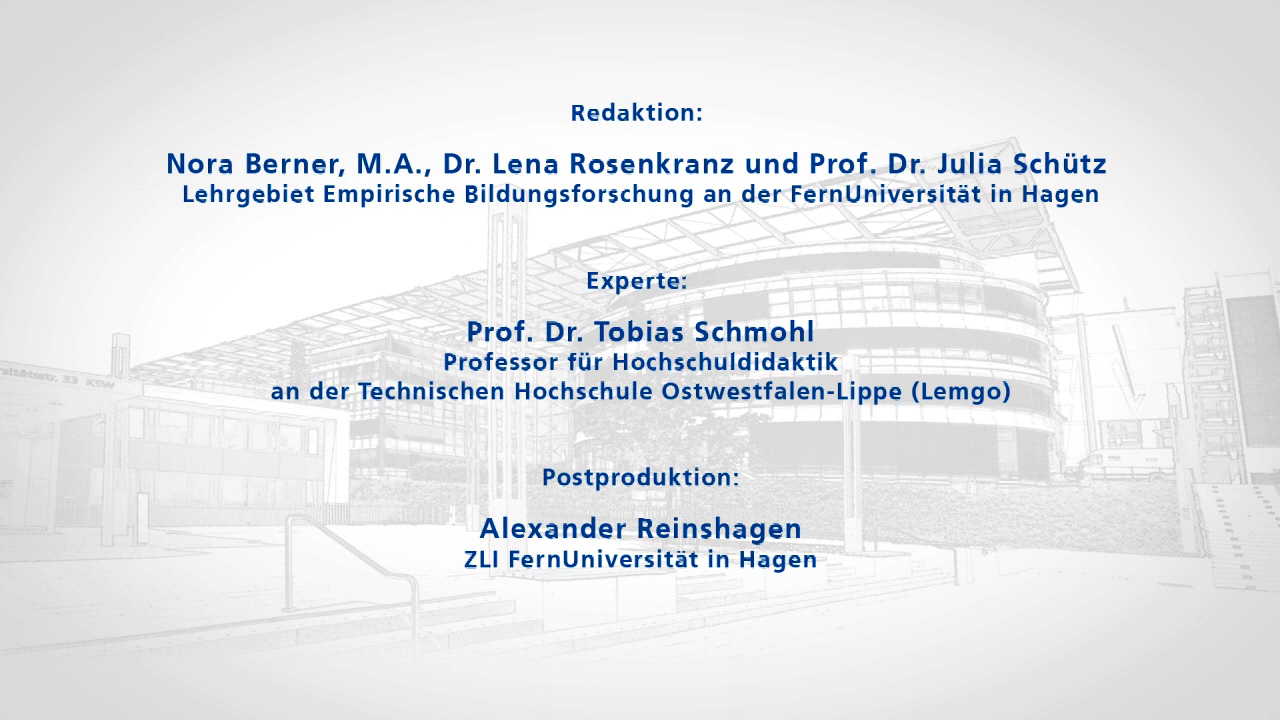 Redaktion:
Nora Berner, M.A., Dr. Lena Rosenkranz und Prof. Dr. Julia Schütz
Lehrgebiet Empirische Bildungsforschung an der FernUniversität in Hagen
Experte:
Prof. Dr. Tobias Schmohl
Professor für Hochschuldidaktik
an der Technischen Hochschule Ostwestfalen-Lippe (Lemgo)
33 KSW
Postproduktion:
Alexander Reinshagen
ZLI FernUniversität in Hagen